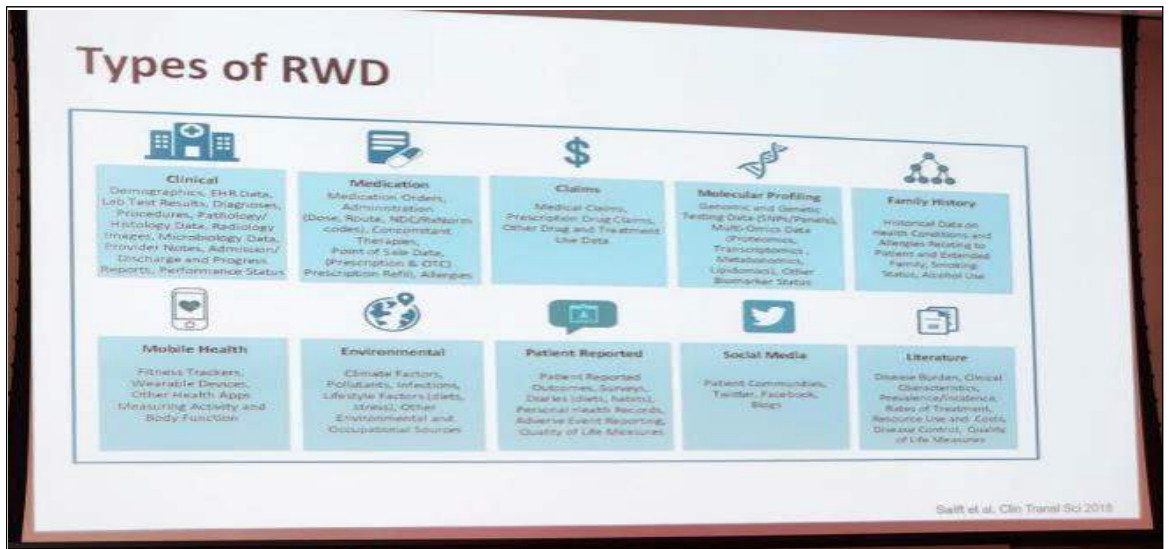 Types of RWD
Clinical
Demographics, EHR Data,
Lab Test Results, Diagnoses,
Procedures, Pathology/
Histology Data, Radiology
Images, Microbiology Data,
Provider Notes, Admission/
Discharge and Progress
Reports, Performance Status
Medication
Medication Orders,
Administration
(Dose, Route, NDC/RxNorm
codes), Concomitant
Therapies,
Point of Sale Data,
(Prescription & OTC)
Prescription Refill, Allergies
Claims
Medical Claims,
Prescription Drug Claims,
Other Drug and Treatment
Use Data
Molecular Profiling
Genomic and Genetic
Testing Data (SNPs/Panels),
Multi-Omics Data
(Proteomics,
Transcriptomics,
Metabonomics,
Lipidomics), Other
Biomarker Status
Family History
Historical Data on
Health Conditions and
Allergies Relating to
Patient and Extended
Family, Smoking
Status, Alcohol Use
Mobile Health
Fitness Trackers,
Wearable Devices,
Other Health Apps
Measuring Activity and
Body Function
Environmental
Climate Factors,
Pollutants, Infections,
Lifestyle Factors (diets,
stress), Other
Environmental and
Occupational Sources
Patient Reported
Patient Reported
Outcomes, Surveys,
Diaries (diets, habits),
Personal Health Records,
Adverse Event Reporting,
Quality of Life Measures
Social Media
Patient Communities,
Twitter, Facebook,
Blogs
Literature
Disease Burden, Clinical
Characteristics,
Prevalence/Incidence,
Rates of Treatment,
Resource Use and Costs,
Disease Control, Quality
of Life Measures
Swift et al, Clin Transl Sci 2018